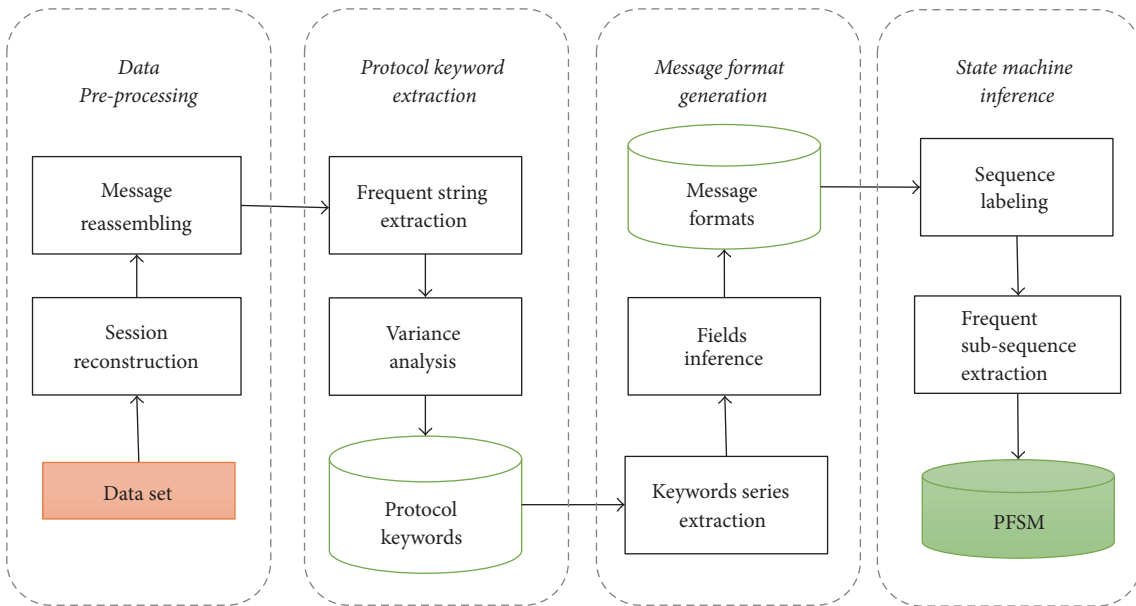 Data
Pre-processing
Message
reassembling
Session
reconstruction
Data set
Protocol keyword
extraction
Frequent string
extraction
Variance
analysis
Protocol
keywords
Message format
generation
Message
formats
Fields
inference
Keywords series
extraction
State machine
inference
Sequence
labeling
Frequent
sub-sequence
extraction
PFSM